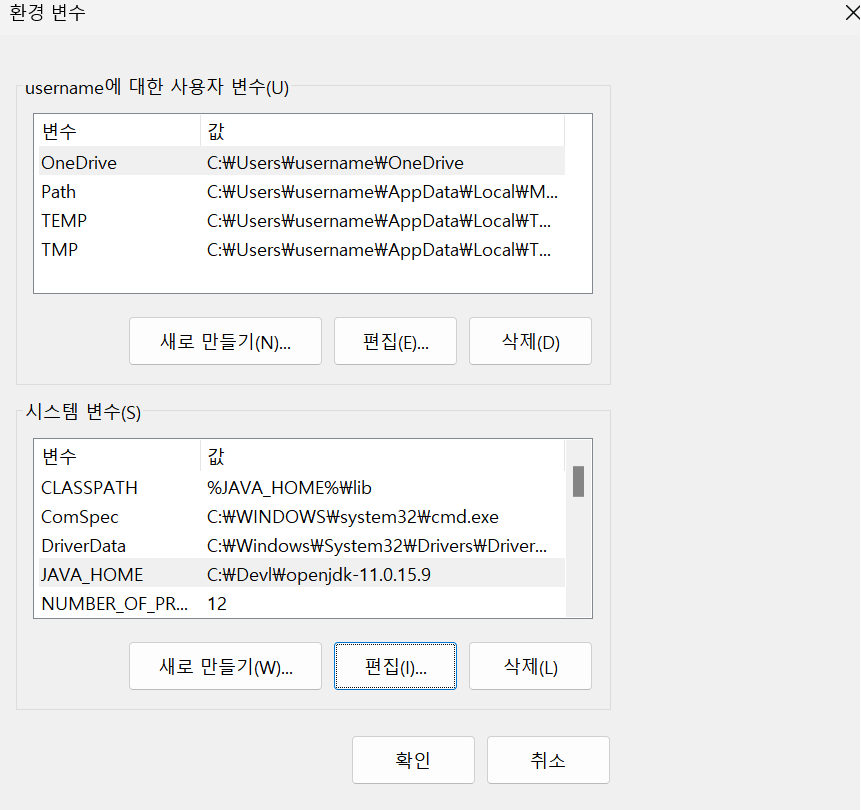 환경 변수
username에 대한 사용자 변수(U)
변수 값
OneDrive C:₩Users₩username₩OneDrive
Path C:₩Users₩username₩AppData₩Local₩M...
TEMP C:₩Users₩username₩AppData₩Local₩T...
TMP C:₩Users₩username₩AppData₩Local₩T...
새로 만들기(N)... 편집(E)... 삭제(D)
시스템 변수(S)
변수 값
CLASSPATH %JAVA_HOME%₩lib
ComSpec C:₩WINDOWS₩system32₩cmd.exe
DriverData C:₩Windows₩System32₩Drivers₩Driver...
JAVA_HOME C:₩Devl₩openjdk-11.0.15.9
NUMBER_OF_PR... 12
새로 만들기(W)... 편집(I)... 삭제(L)
확인 취소